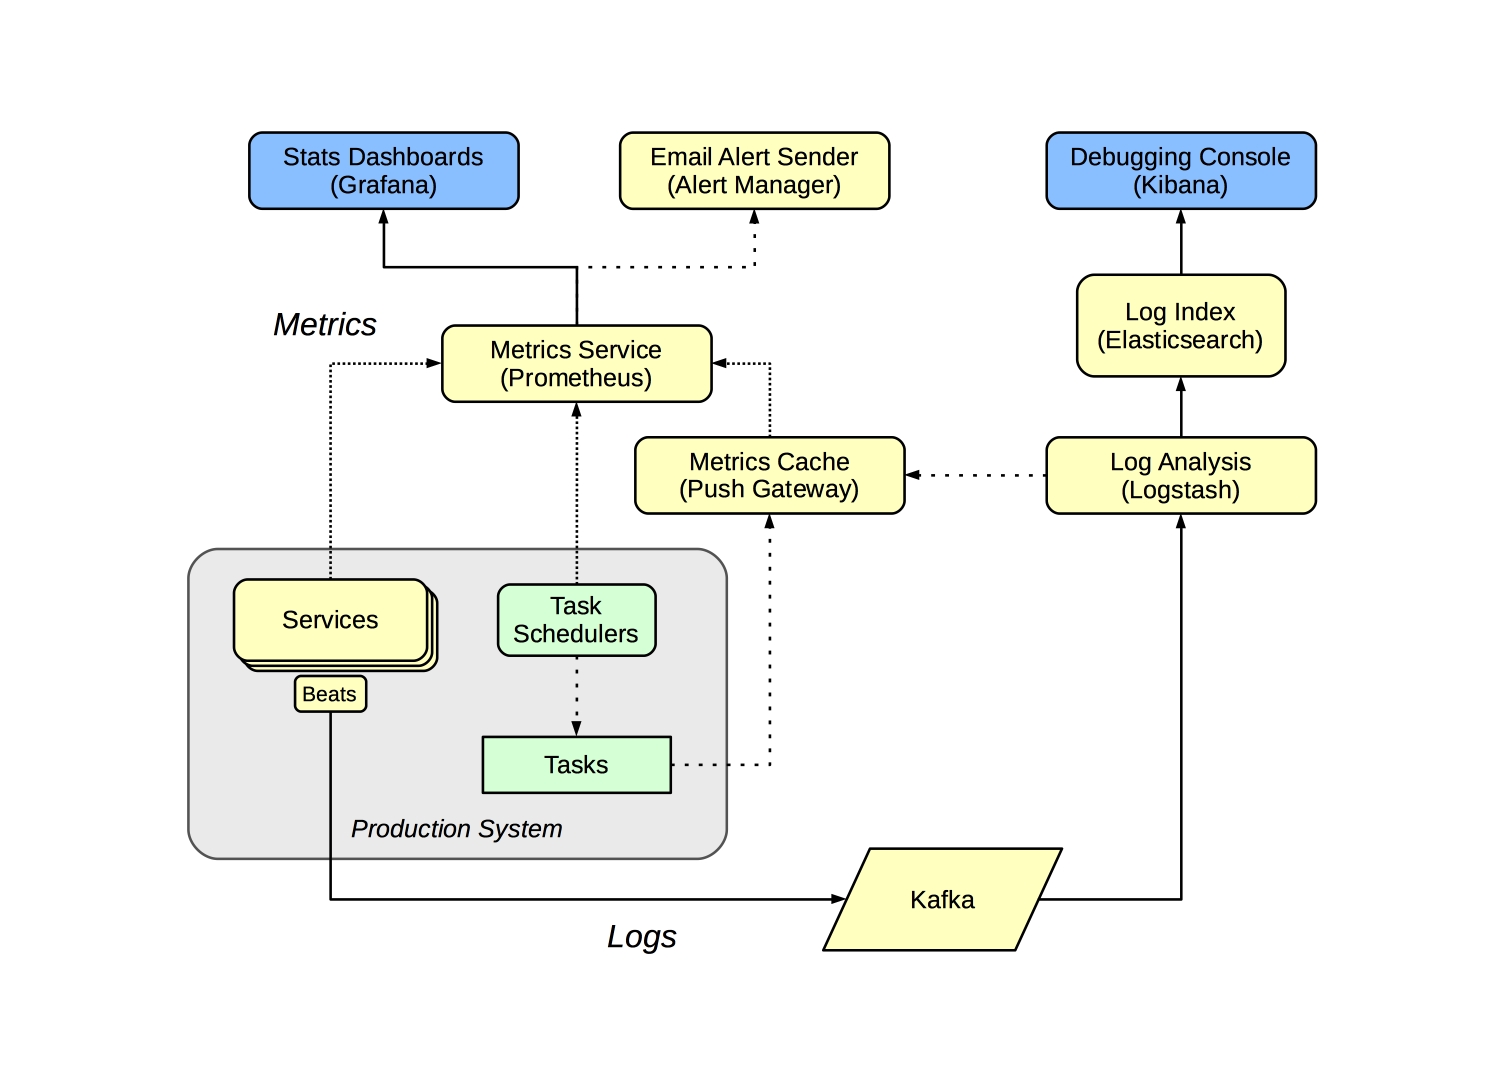 Stats Dashboards
(Grafana)
Email Alert Sender
(Alert Manager)
Debugging Console
(Kibana)
Log Index
(Elasticsearch)
Metrics
Metrics Service
(Prometheus)
Metrics Cache
(Push Gateway)
Log Analysis
(Logstash)
Services
Task
Schedulers
Beats
Tasks
Production System
Kafka
Logs